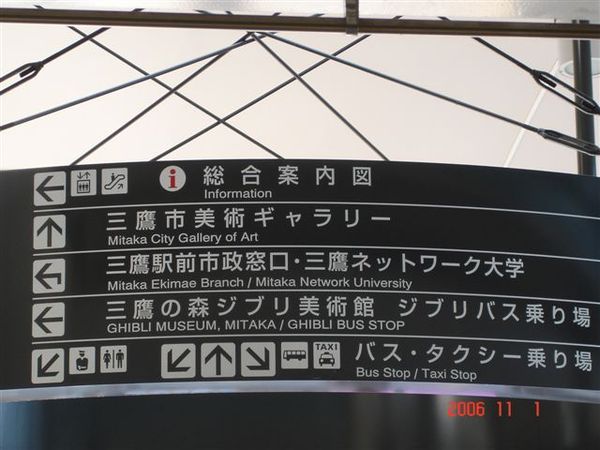 i 総合案内図
Information
三鷹市美術ギャラリー
Mitaka City Gallery of Art
三鷹駅前市政窓口・三鷹ネットワーク大学
Mitaka Ekimae Branch / Mitaka Network University
三鷹の森ジブリ美術館 ジブリバス乗り場
GHIBLI MUSEUM, MITAKA / GHIBLI BUS STOP
TAXI バス・タクシー乗り場
Bus Stop / Taxi Stop
2006 11 1